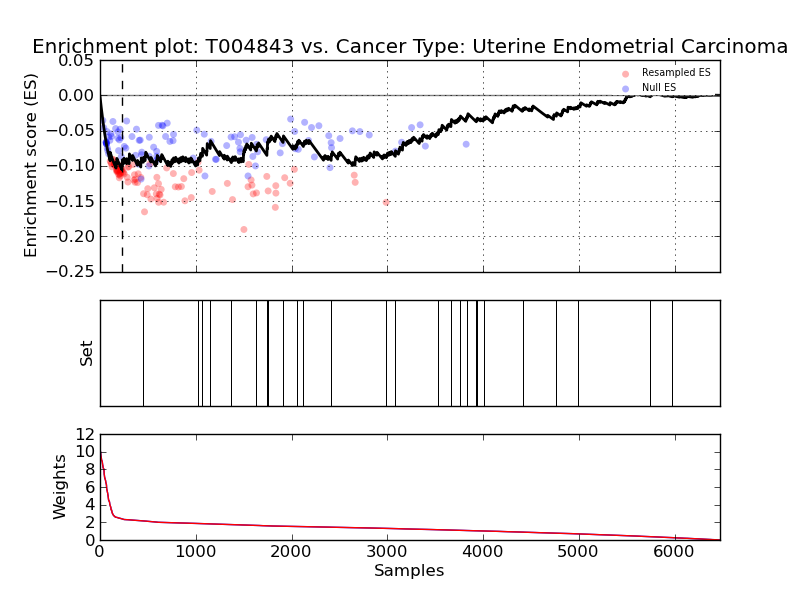 Enrichment plot: T004843 vs. Cancer Type: Uterine Endometrial Carcinoma
0.05
0.00
−0.05
−0.10
−0.15
−0.20
−0.25
Enrichment score (ES)
Resampled ES
Null ES
Set
12
10
8
6
4
2
0
Weights
0 1000 2000 3000 4000 5000 6000
Samples